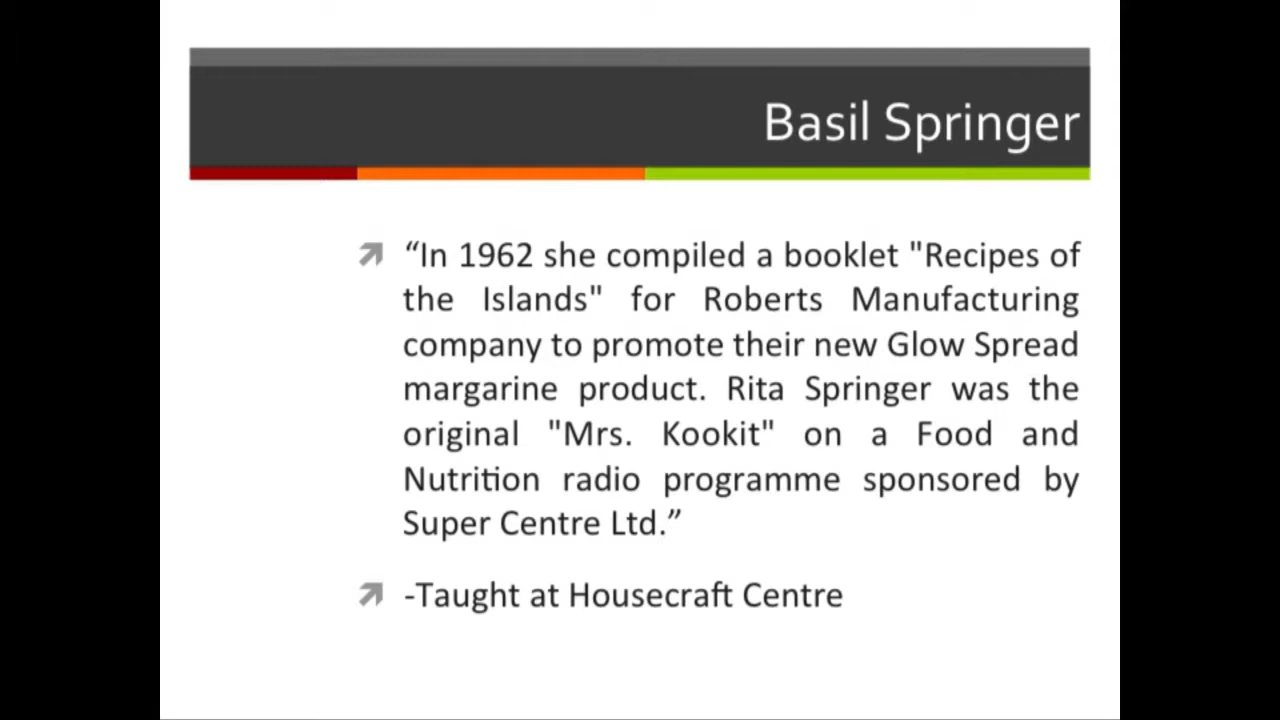 Basil Springer
“In 1962 she compiled a booklet "Recipes of
the Islands" for Roberts Manufacturing
company to promote their new Glow Spread
margarine product. Rita Springer was the
original "Mrs. Kookit" on a Food and
Nutrition radio programme sponsored by
Super Centre Ltd.”
-Taught at Housecraft Centre